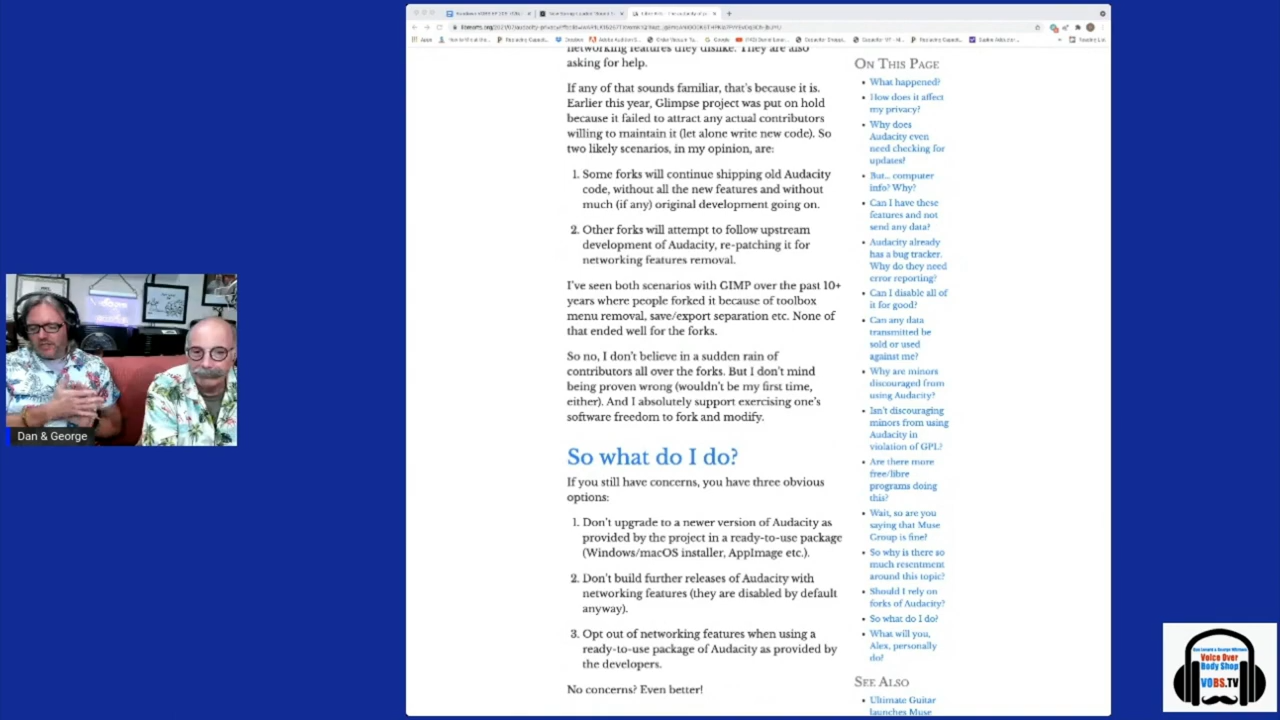 networking features they dislike. They are also
asking for help.
If any of that sounds familiar, that's because it is.
Earlier this year, Glimpse project was put on hold
because it failed to attract any actual contributors
willing to maintain it (let alone write new code). So
two likely scenarios, in my opinion, are:
1. Some forks will continue shipping old Audacity
code, without all the new features and without
much (if any) original development going on.
2. Other forks will attempt to follow upstream
development of Audacity, re-patching it for
networking features removal.
I've seen both scenarios with GIMP over the past 10+
years where people forked it because of toolbox
menu removal, save/export separation etc. None of
that ended well for the forks.
So no, I don't believe in a sudden rain of
contributors all over the forks. But I don't mind
being proven wrong (wouldn't be my first time,
either). And I absolutely support exercising one's
software freedom to fork and modify.
So what do I do?
If you still have concerns, you have three obvious
options:
1. Don't upgrade to a newer version of Audacity as
provided by the project in a ready-to-use package
(Windows/macOS installer, AppImage etc.).
2. Don't build further releases of Audacity with
networking features (they are disabled by default
anyway).
3. Opt out of networking features when using a
ready-to-use package of Audacity as provided by
the developers.
No concerns? Even better!
On This Page
What happened?
How does it affect
my privacy?
Why does
Audacity even
need checking for
updates?
But... computer
info? Why?
Can I have these
features and not
send any data?
Audacity already
has a bug tracker.
Why do they need
error reporting?
Can I disable all of
it for good?
Can any data
transmitted be
sold or used
against me?
Why are minors
discouraged from
using Audacity?
Isn't discouraging
minors from using
Audacity in
violation of GPL?
Are there more
free/libre
programs doing
this?
Wait, so are you
saying that Muse
Group is fine?
So why is there so
much resentment
around this topic?
Should I rely on
forks of Audacity?
So what do I do?
What will you,
Alex, personally
do?
See Also
Ultimate Guitar
launches Muse
Dan & George
Voice Over
Body Shop
VOBS.TV